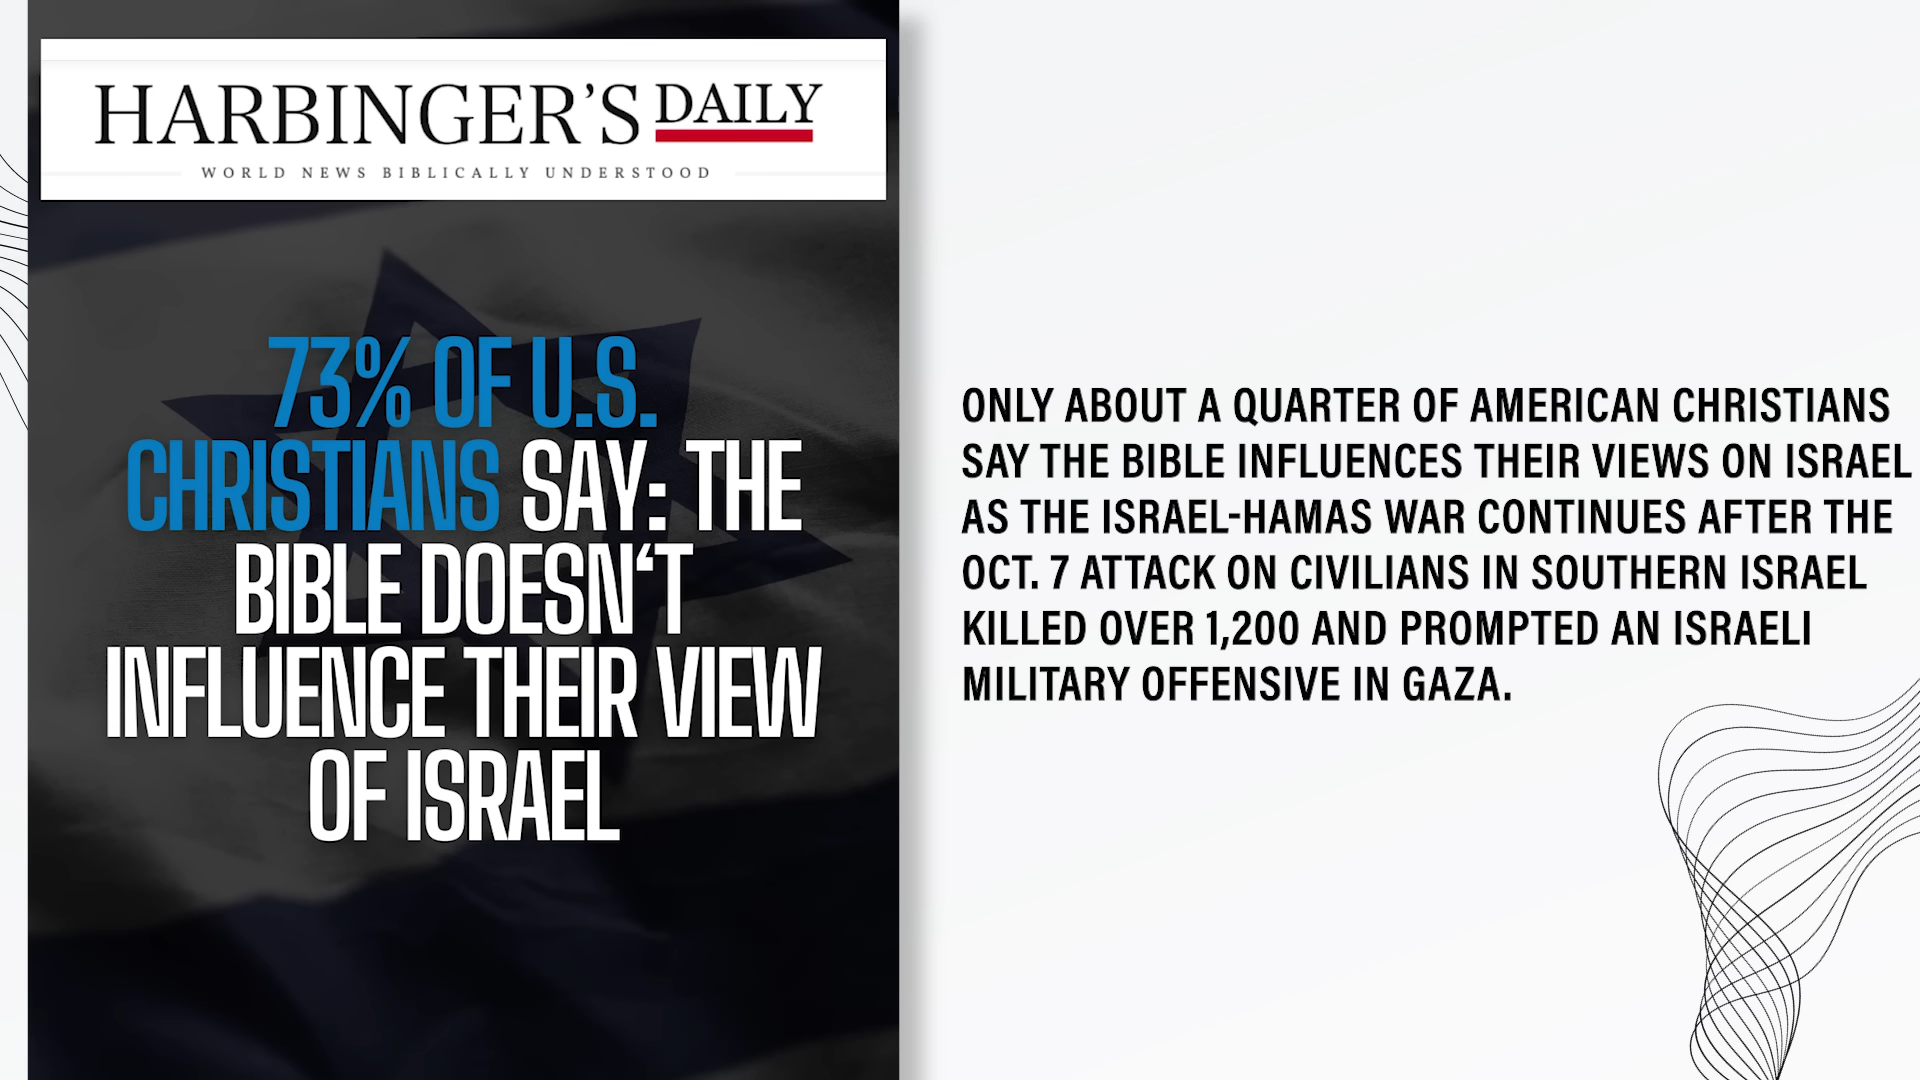 HARBINGER'S DAILY
WORLD NEWS BIBLICALLY UNDERSTOOD
73% OF U.S.
CHRISTIANS SAY: THE
BIBLE DOESN‘T
INFLUENCE THEIR VIEW
OF ISRAEL
ONLY ABOUT A QUARTER OF AMERICAN CHRISTIANS
SAY THE BIBLE INFLUENCES THEIR VIEWS ON ISRAEL
AS THE ISRAEL-HAMAS WAR CONTINUES AFTER THE
OCT. 7 ATTACK ON CIVILIANS IN SOUTHERN ISRAEL
KILLED OVER 1,200 AND PROMPTED AN ISRAELI
MILITARY OFFENSIVE IN GAZA.